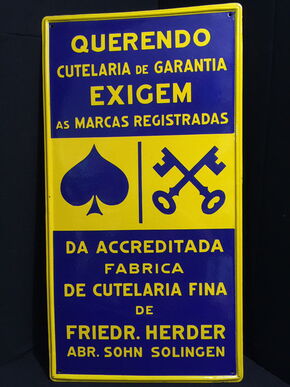 QUERENDO
CUTELARIA DE GARANTIA
EXIGEM
AS MARCAS REGISTRADAS
DA ACCREDITADA
FABRICA
DE CUTELARIA FINA
DE
FRIEDR. HERDER
ABR. SOHN SOLINGEN